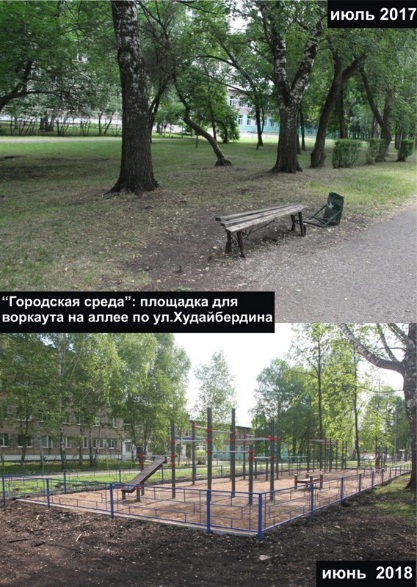 июль 2017
“Городская среда”: площадка для
воркаута на аллее по ул.Худайбердина
июнь 2018